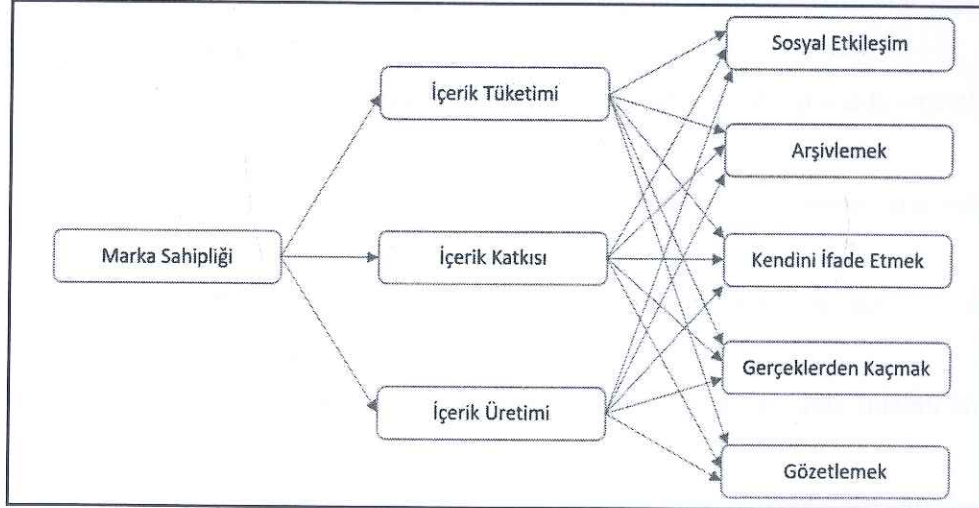 Sosyal Etkileşim
İçerik Tüketimi
Arşivlemek
Marka Sahipliği
İçerik Katkısı
Kendini İfade Etmek
Gerçeklerden Kaçmak
İçerik Üretimi
Gözetlemek